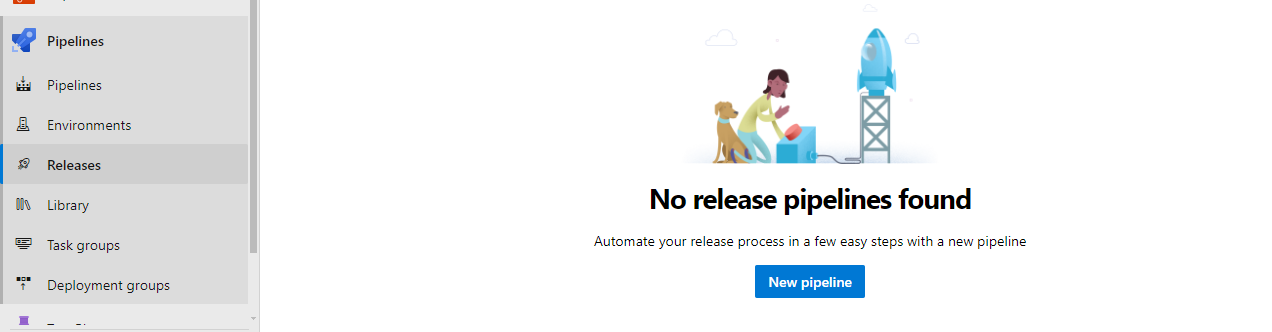 Pipelines
Pipelines
Environments
Releases
Library
Task groups
Deployment groups
No release pipelines found
Automate your release process in a few easy steps with a new pipeline
New pipeline